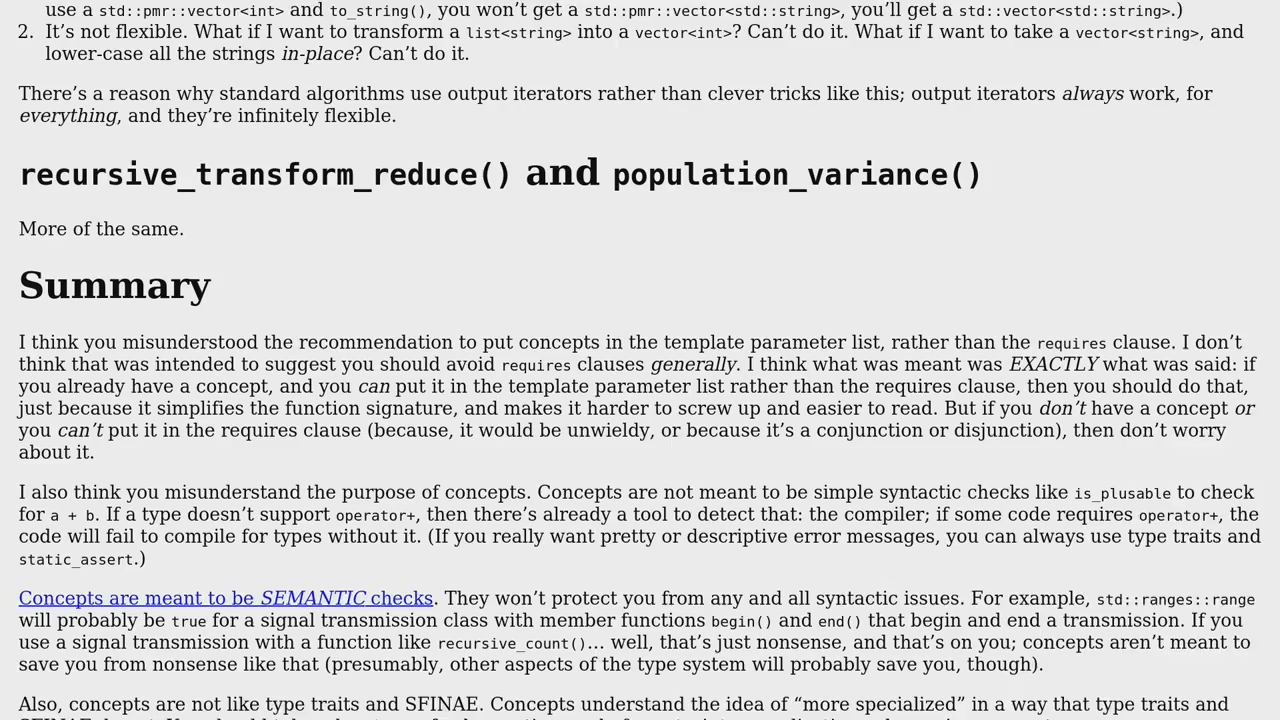 use a std::pmr::vector<int> and to_string(), you won’t get a std::pmr::vector<std::string>, you’ll get a std::vector<std::string>.)
2. It’s not flexible. What if I want to transform a list<string> into a vector<int>? Can’t do it. What if I want to take a vector<string>, and
lower-case all the strings in-place? Can’t do it.
There’s a reason why standard algorithms use output iterators rather than clever tricks like this; output iterators always work, for
everything, and they’re infinitely flexible.
recursive_transform_reduce() and population_variance()
More of the same.
Summary
I think you misunderstood the recommendation to put concepts in the template parameter list, rather than the requires clause. I don’t
think that was intended to suggest you should avoid requires clauses generally. I think what was meant was EXACTLY what was said: if
you already have a concept, and you can put it in the template parameter list rather than the requires clause, then you should do that,
just because it simplifies the function signature, and makes it harder to screw up and easier to read. But if you don’t have a concept or
you can’t put it in the requires clause (because, it would be unwieldy, or because it’s a conjunction or disjunction), then don’t worry
about it.
I also think you misunderstand the purpose of concepts. Concepts are not meant to be simple syntactic checks like is_plusable to check
for a + b. If a type doesn’t support operator+, then there’s already a tool to detect that: the compiler; if some code requires operator+, the
code will fail to compile for types without it. (If you really want pretty or descriptive error messages, you can always use type traits and
static_assert.)
Concepts are meant to be SEMANTIC checks. They won’t protect you from any and all syntactic issues. For example, std::ranges::range
will probably be true for a signal transmission class with member functions begin() and end() that begin and end a transmission. If you
use a signal transmission with a function like recursive_count()… well, that’s just nonsense, and that’s on you; concepts aren’t meant to
save you from nonsense like that (presumably, other aspects of the type system will probably save you, though).
Also, concepts are not like type traits and SFINAE. Concepts understand the idea of “more specialized” in a way that type traits and